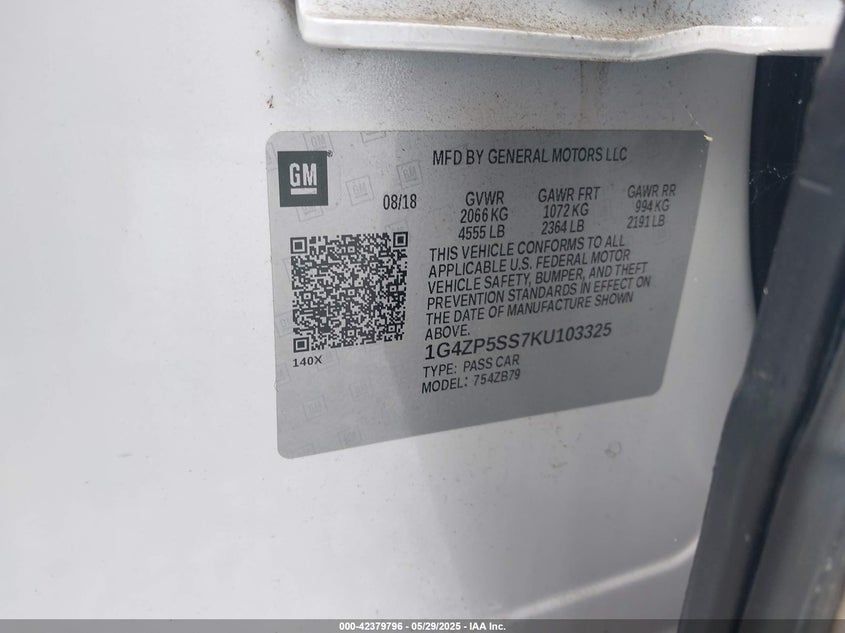 GM
®
MFD BY GENERAL MOTORS LLC
08/18
GVWR GAWR FRT GAWR RR
2066 KG 1072 KG 994 KG
4555 LB 2364 LB 2191 LB
THIS VEHICLE CONFORMS TO ALL
APPLICABLE U.S. FEDERAL MOTOR
VEHICLE SAFETY, BUMPER, AND THEFT
PREVENTION STANDARDS IN EFFECT ON
THE DATE OF MANUFACTURE SHOWN
ABOVE.
140X
1G4ZP5SS7KU103325
TYPE: PASS CAR
MODEL: 754ZB79
000-42379796 - 05/29/2025 - IAA Inc.